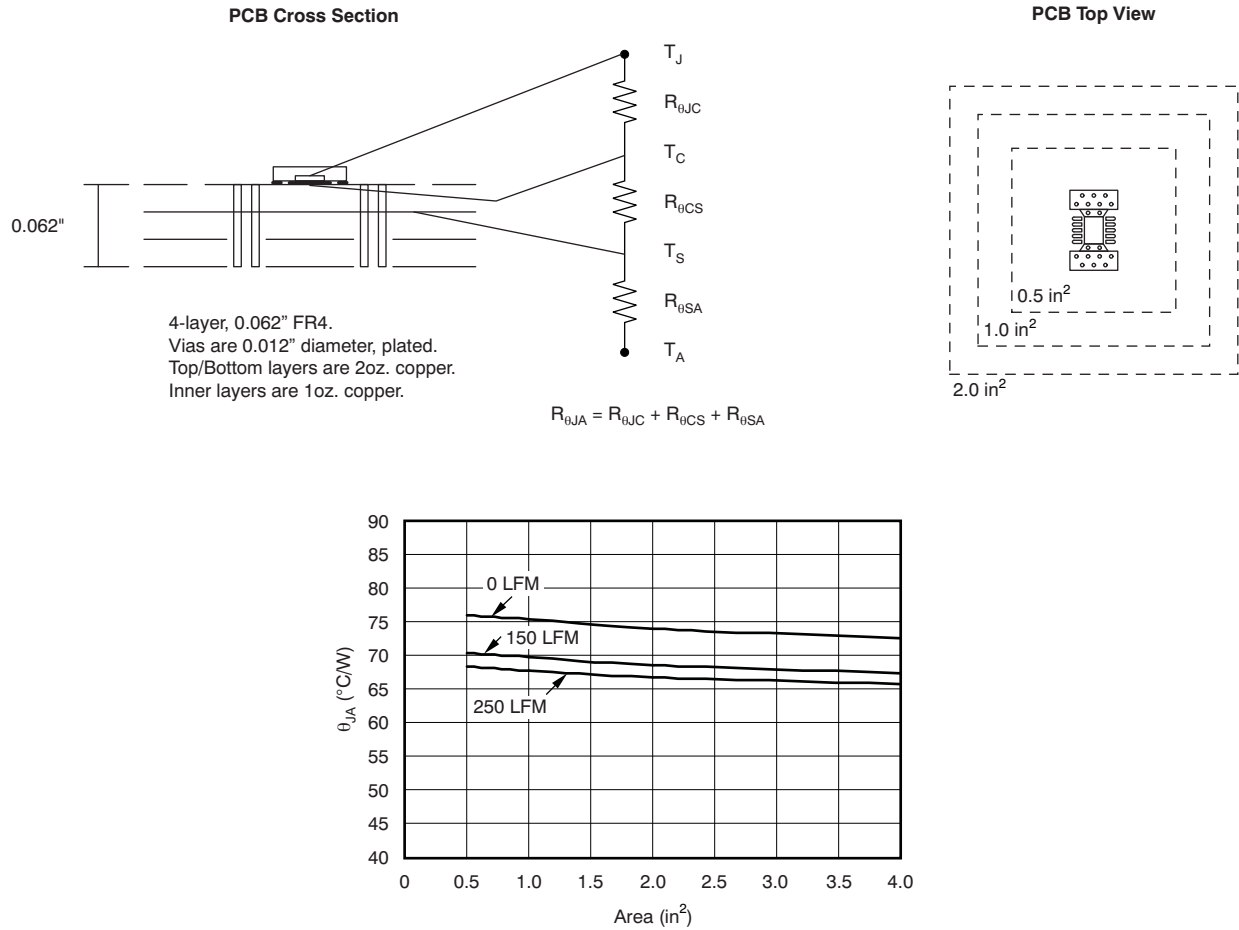 PCB Cross Section
0.062"
T_J
R_θJC
T_C
R_θCS
T_S
R_θSA
T_A
4-layer, 0.062” FR4.
Vias are 0.012” diameter, plated.
Top/Bottom layers are 2oz. copper.
Inner layers are 1oz. copper.
R_θJA = R_θJC + R_θCS + R_θSA
PCB Top View
0.5 in²
1.0 in²
2.0 in²
θ_JA (°C/W)
90
85
80
75
70
65
60
55
50
45
40
0 LFM
150 LFM
250 LFM
0 0.5 1.0 1.5 2.0 2.5 3.0 3.5 4.0
Area (in²)